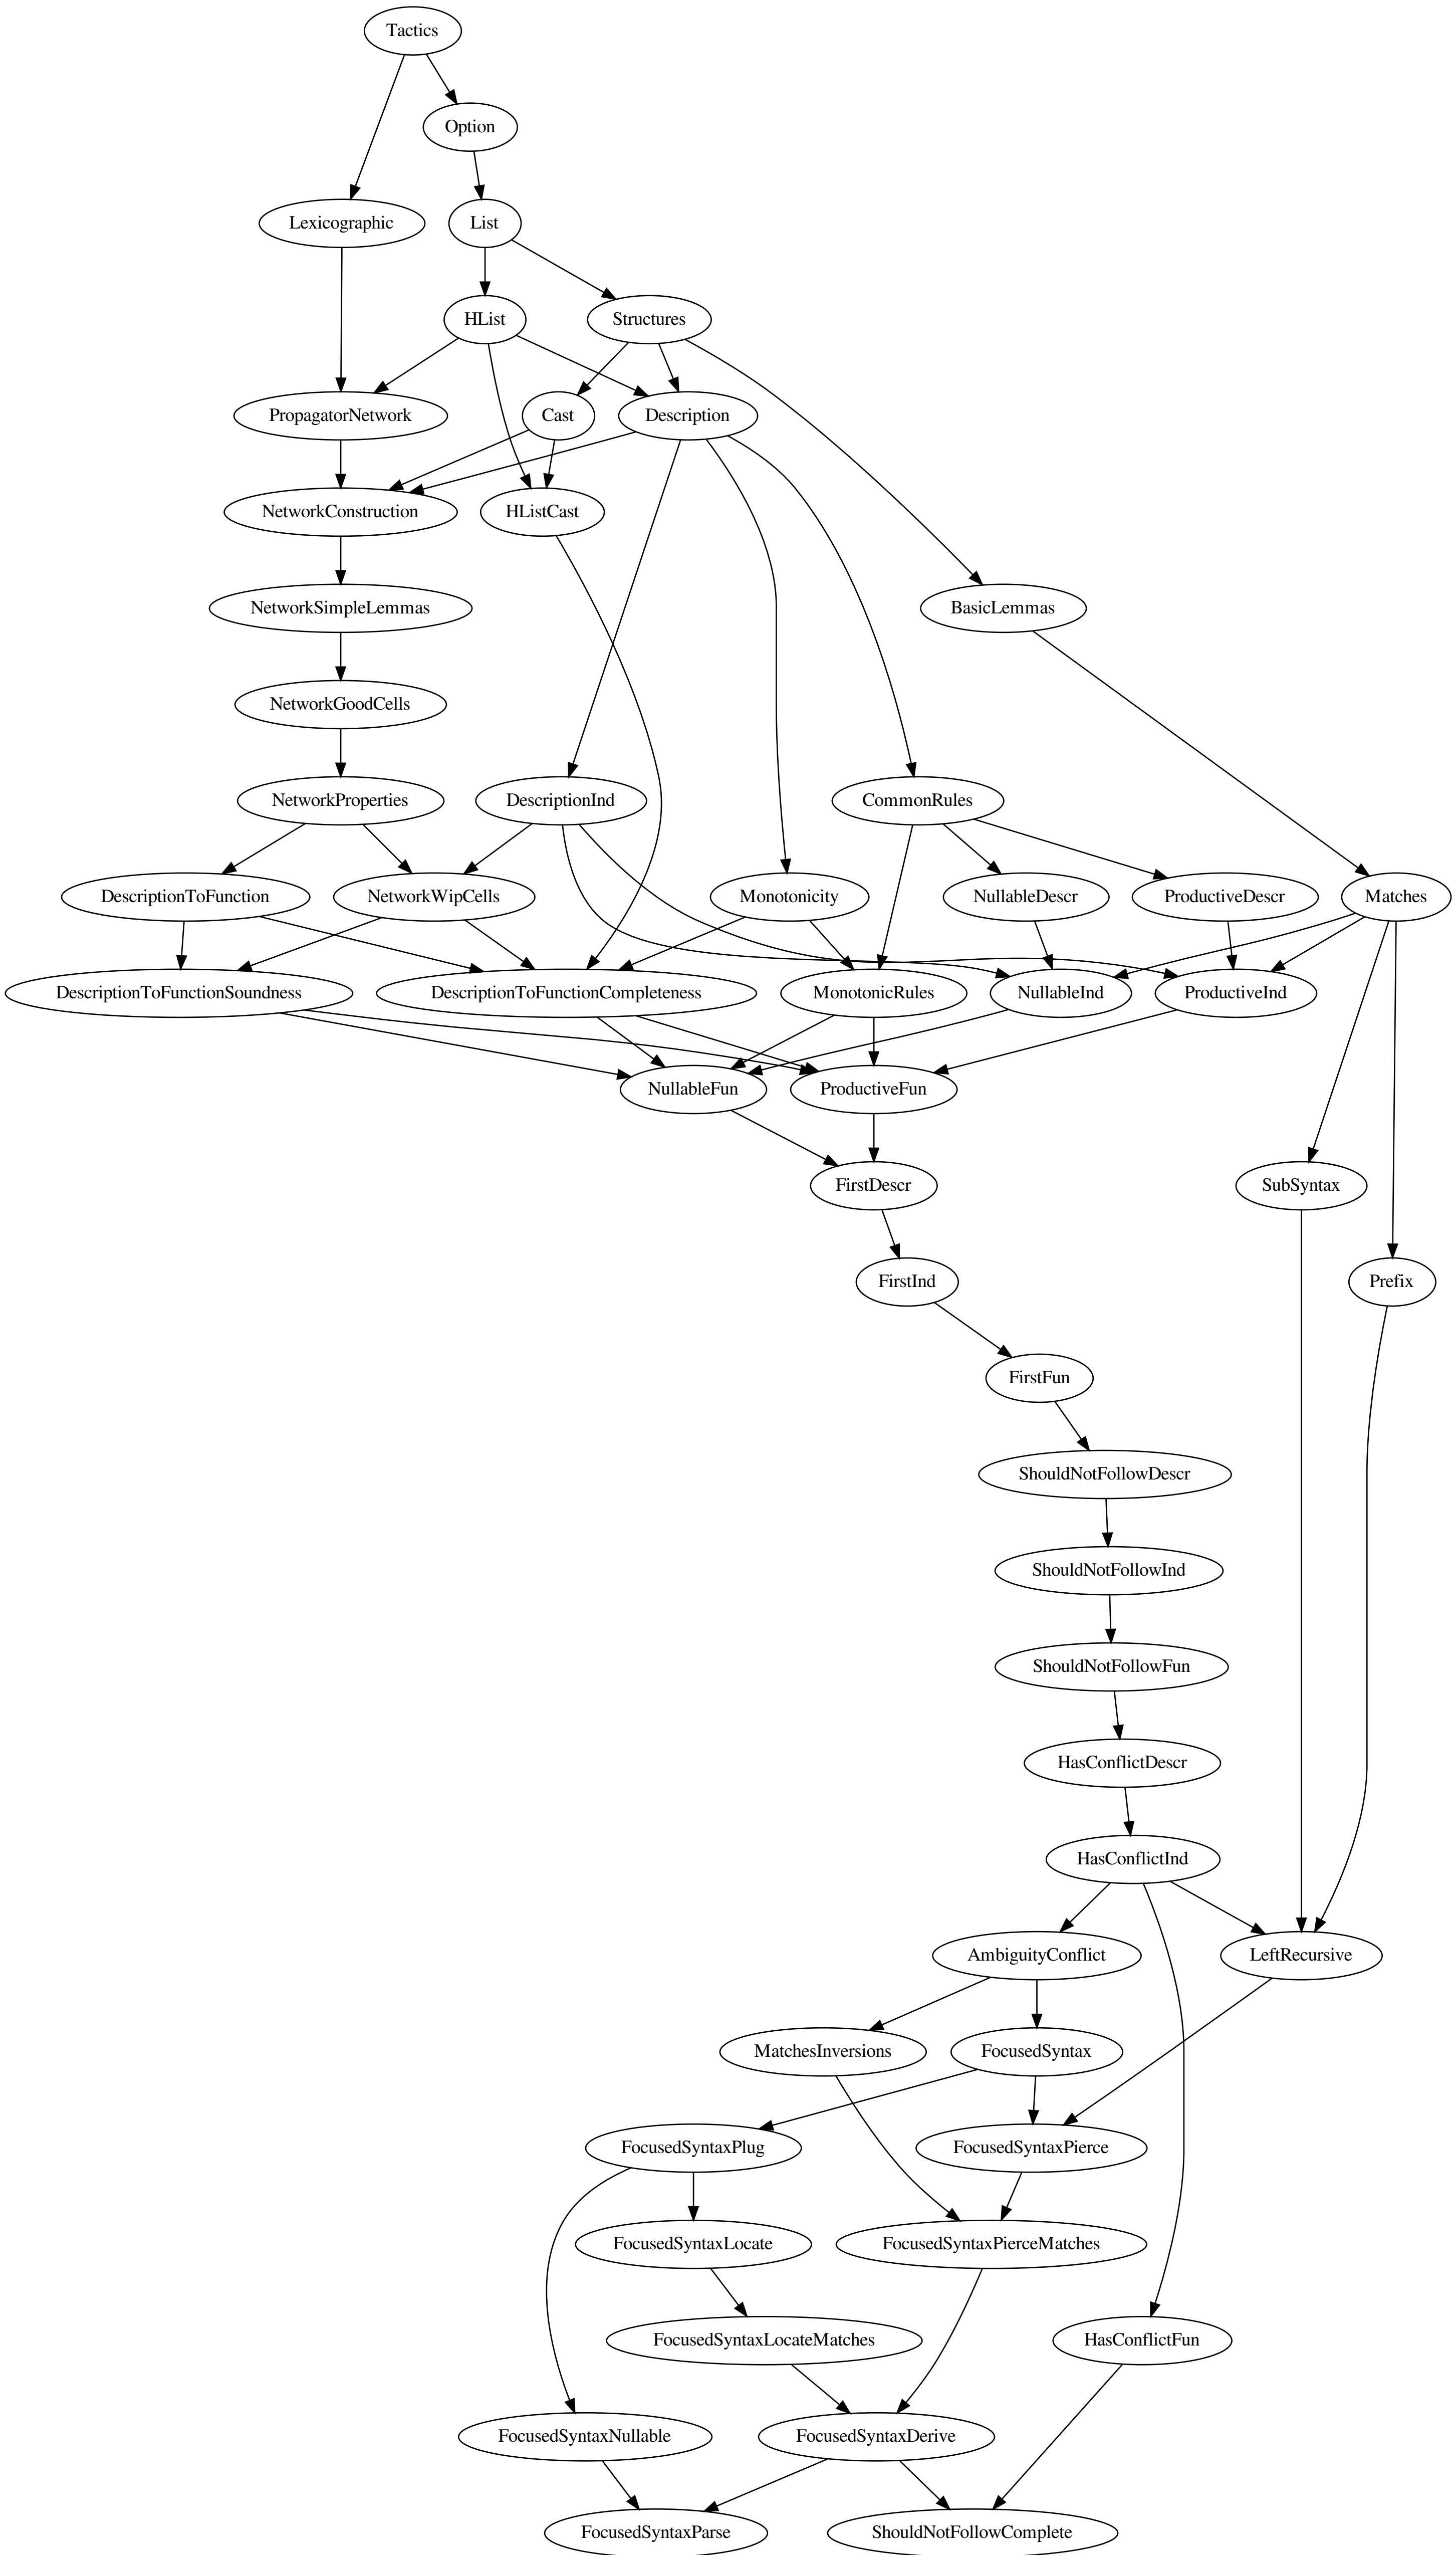 Tactics
Option
Lexicographic
List
HList
Structures
PropagatorNetwork
Cast
Description
NetworkConstruction
HListCast
NetworkSimpleLemmas
BasicLemmas
NetworkGoodCells
NetworkProperties
DescriptionInd
CommonRules
DescriptionToFunction
NetworkWipCells
Monotonicity
NullableDescr
ProductiveDescr
Matches
DescriptionToFunctionSoundness
DescriptionToFunctionCompleteness
MonotonicRules
NullableInd
ProductiveInd
NullableFun
ProductiveFun
FirstDescr
SubSyntax
FirstInd
Prefix
FirstFun
ShouldNotFollowDescr
ShouldNotFollowInd
ShouldNotFollowFun
HasConflictDescr
HasConflictInd
AmbiguityConflict
LeftRecursive
MatchesInversions
FocusedSyntax
FocusedSyntaxPlug
FocusedSyntaxPierce
FocusedSyntaxLocate
FocusedSyntaxPierceMatches
FocusedSyntaxLocateMatches
HasConflictFun
FocusedSyntaxNullable
FocusedSyntaxDerive
FocusedSyntaxParse
ShouldNotFollowComplete